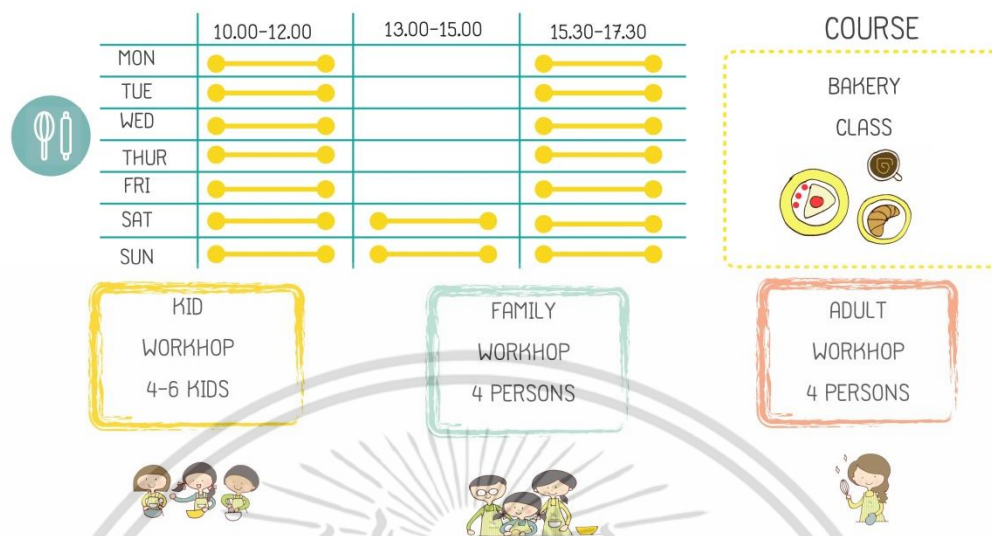 10.00-12.00 13.00-15.00 15.30-17.30
MON
TUE
WED
THUR
FRI
SAT
SUN
COURSE
BAKERY
CLASS
KID
WORKHOP
4-6 KIDS
FAMILY
WORKHOP
4 PERSONS
ADULT
WORKHOP
4 PERSONS